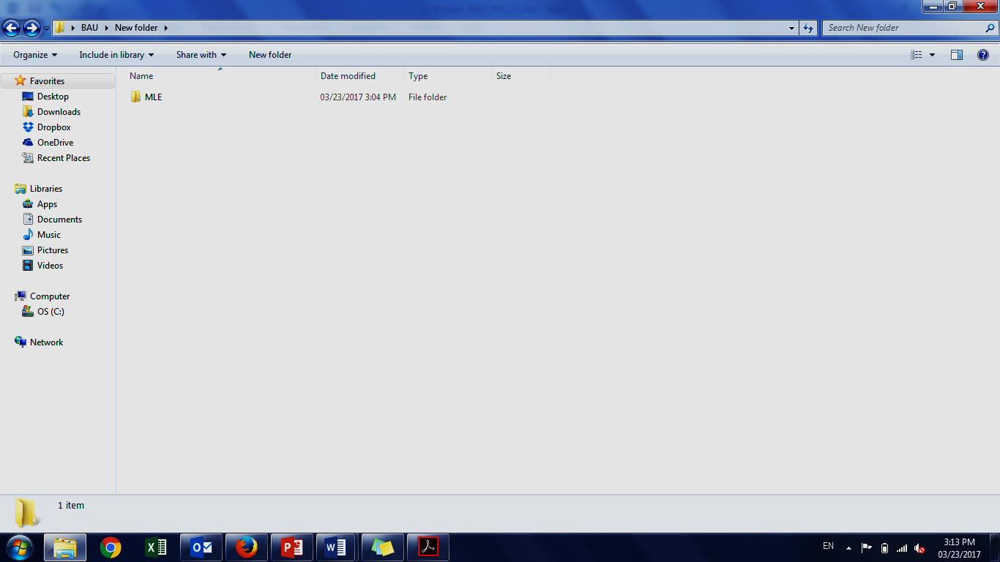 BAU New folder
Search New folder
Organize Include in library Share with New folder
Name Date modified Type Size
MLE 03/23/2017 3:04 PM File folder
Favorites
Desktop
Downloads
Dropbox
OneDrive
Recent Places
Libraries
Apps
Documents
Music
Pictures
Videos
Computer
OS (C:)
Network
1 item
EN
3:13 PM
03/23/2017